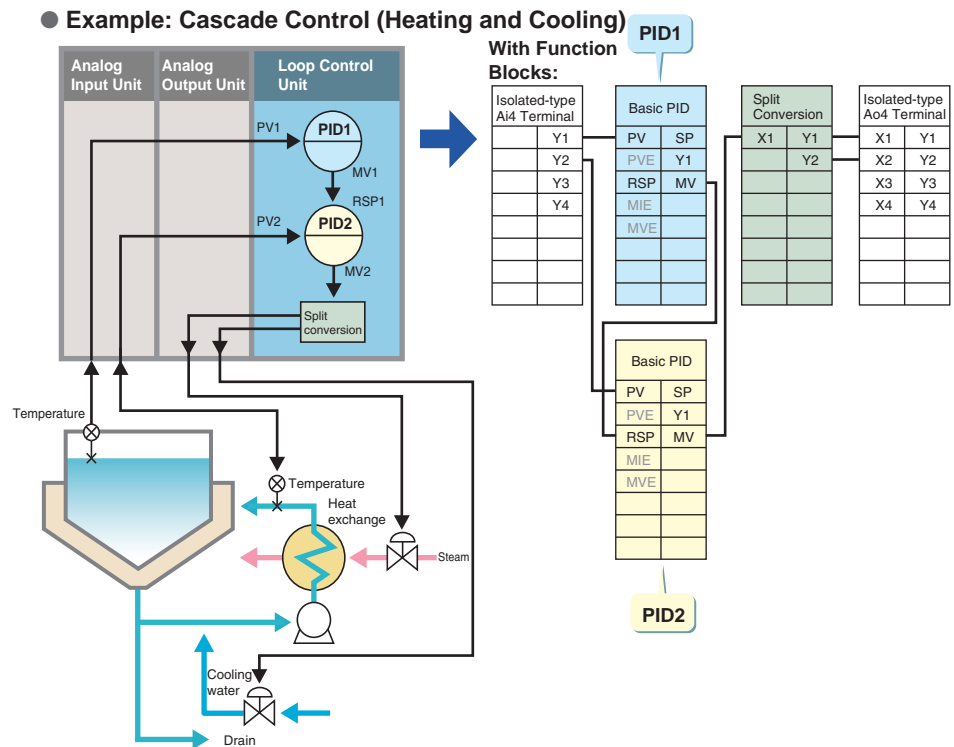 ● Example: Cascade Control (Heating and Cooling)
Analog
Input Unit
Analog
Output Unit
Loop Control
Unit
PV1
PID1
MV1
RSP1
PV2
PID2
MV2
Split
conversion
Temperature
Temperature
Heat
exchange
Steam
Cooling
water
Drain
With Function
Blocks:
PID1
Isolated-type
Ai4 Terminal
Y1
Y2
Y3
Y4
Basic PID
PV SP
PVE Y1
RSP MV
MIE
MVE
Split
Conversion
X1 Y1
Y2
Isolated-type
Ao4 Terminal
X1 Y1
X2 Y2
X3 Y3
X4 Y4
Basic PID
PV SP
PVE Y1
RSP MV
MIE
MVE
PID2